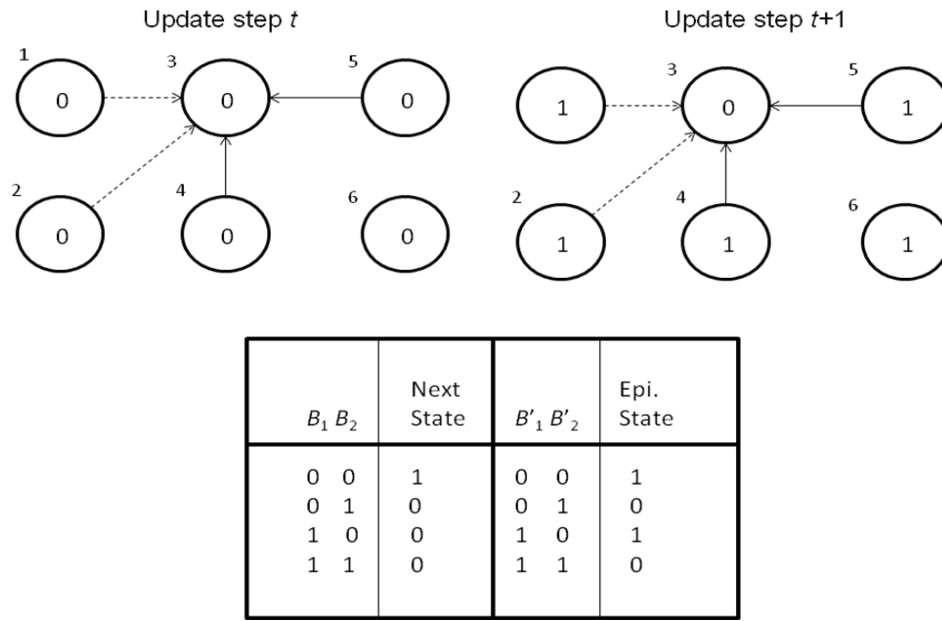 Update step t
Update step t+1
1 3 5
0 0 0
2 4 6
0 0 0
3 5
1 0 1
2 4 6
1 1 1
B₁ B₂ Next State B'₁ B'₂ Epi. State
0 0 1 0 0 1
0 1 0 0 1 0
1 0 0 1 0 1
1 1 0 1 1 0